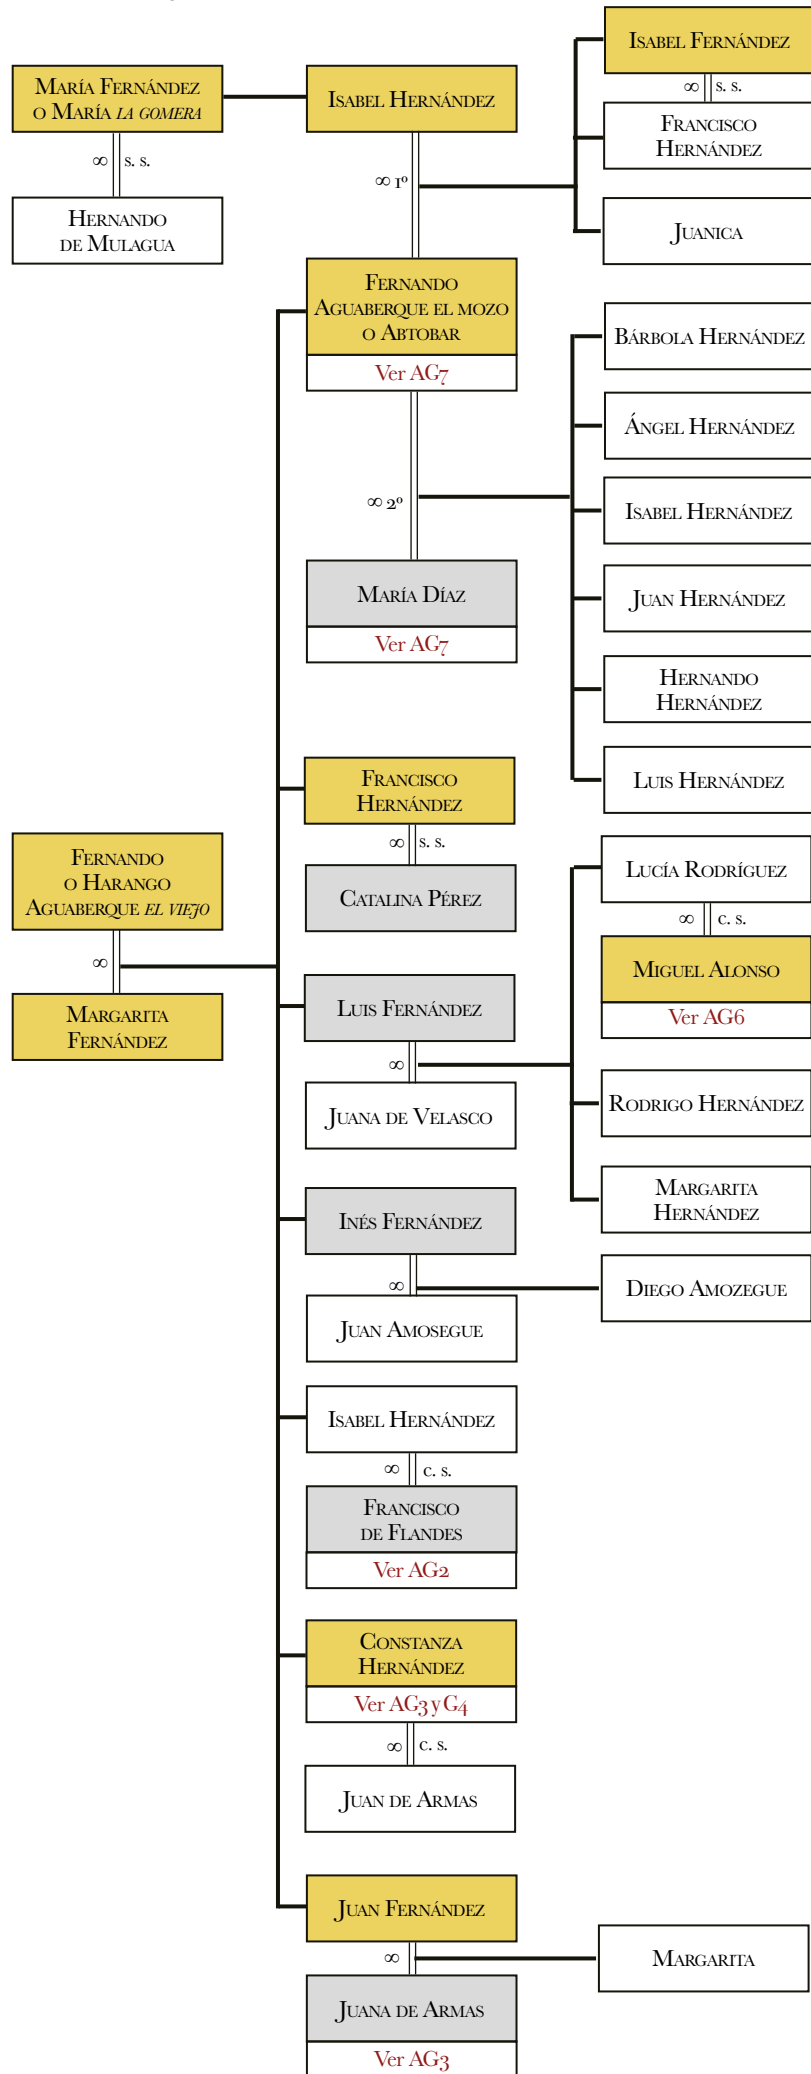 María Fernández
o María la gomera
∞ s. s.
Hernando
de Mulagua
Isabel Hernández
∞ 1º
Isabel Fernández
∞ s. s.
Francisco
Hernández
Juanica
Fernando
Aguaberque el mozo
o Abtobar
Ver AG7
∞ 2º
María Díaz
Ver AG7
Bárbola Hernández
Ángel Hernández
Isabel Hernández
Juan Hernández
Hernando
Hernández
Luis Hernández
Fernando
o Harango
Aguaberque el viejo
∞
Margarita
Fernández
Francisco
Hernández
∞ s. s.
Catalina Pérez
Luis Fernández
∞
Juana de Velasco
Lucía Rodríguez
∞ c. s.
Miguel Alonso
Ver AG6
Rodrigo Hernández
Margarita
Hernández
Inés Fernández
∞
Juan Amosegue
Diego Amozegue
Isabel Hernández
∞ c. s.
Francisco
de Flandes
Ver AG2
Constanza
Hernández
Ver AG3 y G4
∞ c. s.
Juan de Armas
Juan Fernández
∞
Juana de Armas
Ver AG3
Margarita